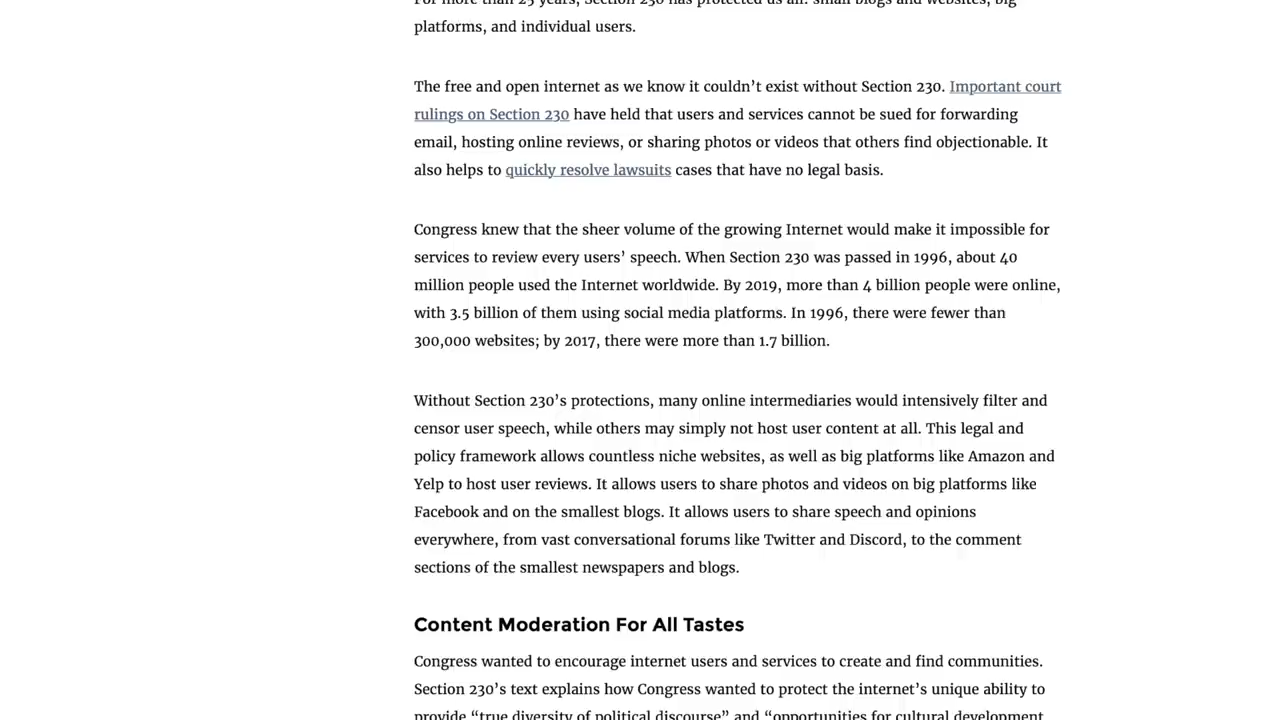 For more than 25 years, Section 230 has protected us all: small blogs and websites, big
platforms, and individual users.
The free and open internet as we know it couldn’t exist without Section 230. Important court
rulings on Section 230 have held that users and services cannot be sued for forwarding
email, hosting online reviews, or sharing photos or videos that others find objectionable. It
also helps to quickly resolve lawsuits cases that have no legal basis.
Congress knew that the sheer volume of the growing Internet would make it impossible for
services to review every users’ speech. When Section 230 was passed in 1996, about 40
million people used the Internet worldwide. By 2019, more than 4 billion people were online,
with 3.5 billion of them using social media platforms. In 1996, there were fewer than
300,000 websites; by 2017, there were more than 1.7 billion.
Without Section 230’s protections, many online intermediaries would intensively filter and
censor user speech, while others may simply not host user content at all. This legal and
policy framework allows countless niche websites, as well as big platforms like Amazon and
Yelp to host user reviews. It allows users to share photos and videos on big platforms like
Facebook and on the smallest blogs. It allows users to share speech and opinions
everywhere, from vast conversational forums like Twitter and Discord, to the comment
sections of the smallest newspapers and blogs.
Content Moderation For All Tastes
Congress wanted to encourage internet users and services to create and find communities.
Section 230’s text explains how Congress wanted to protect the internet’s unique ability to
provide “true diversity of political discourse” and “opportunities for cultural development,